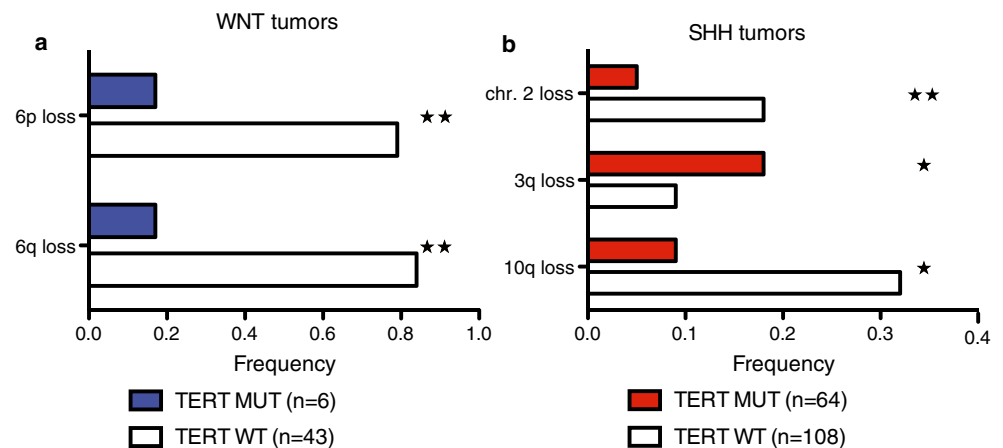 a
WNT tumors
6p loss
★★
6q loss
★★
0.0 0.2 0.4 0.6 0.8 1.0
Frequency
TERT MUT (n=6)
TERT WT (n=43)
b
SHH tumors
chr. 2 loss
★★
3q loss
★
10q loss
★
0.0 0.1 0.2 0.3 0.4
Frequency
TERT MUT (n=64)
TERT WT (n=108)